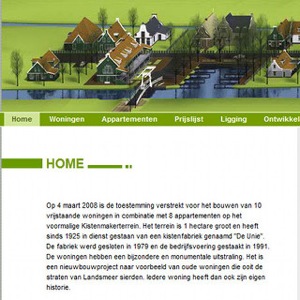 Home Woningen Appartementen Prijslijst Ligging Ontwikkel
HOME
Op 4 maart 2008 is de toestemming verstrekt voor het bouwen van 10
vrijstaande woningen in combinatie met 8 appartementen op het
voormalige Kistenmakerterrein. Het terrein is 1 hectare groot en heeft
sinds 1925 in dienst gestaan van een kistenfabriek genaamd "De Unie".
De fabriek werd gesloten in 1979 en de bedrijfsvoering gestaakt in 1991.
De woningen hebben een bijzondere en monumentale uitstraling. Het is
een nieuwbouwproject naar voorbeeld van oude woningen die ooit de
straten van Landsmeer sierden. Iedere woning heeft dan ook zijn eigen
historie.